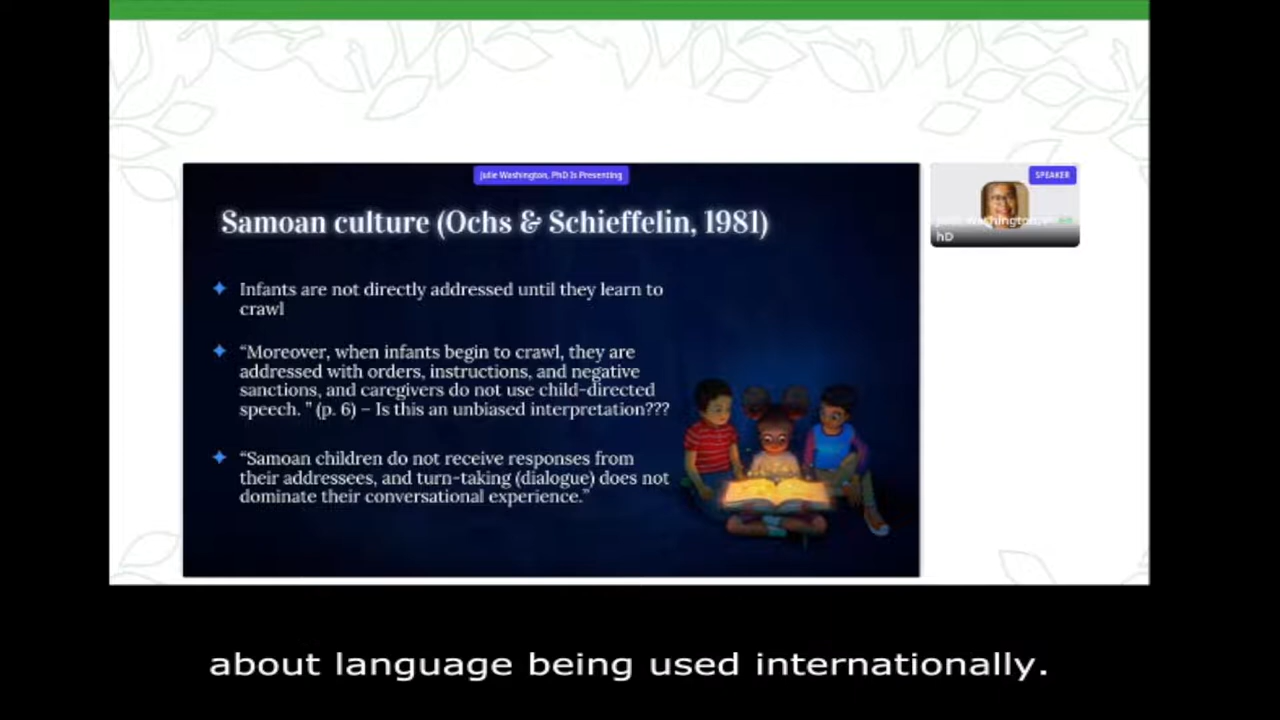 Julie Washington, PhD Is Presenting
SPEAKER
Samoan culture (Ochs & Schieffelin, 1981)
hD
Infants are not directly addressed until they learn to
crawl
“Moreover, when infants begin to crawl, they are
addressed with orders, instructions, and negative
sanctions, and caregivers do not use child-directed
speech. ” (p. 6) – Is this an unbiased interpretation???
“Samoan children do not receive responses from
their addressees, and turn-taking (dialogue) does not
dominate their conversational experience.”
about language being used internationally.